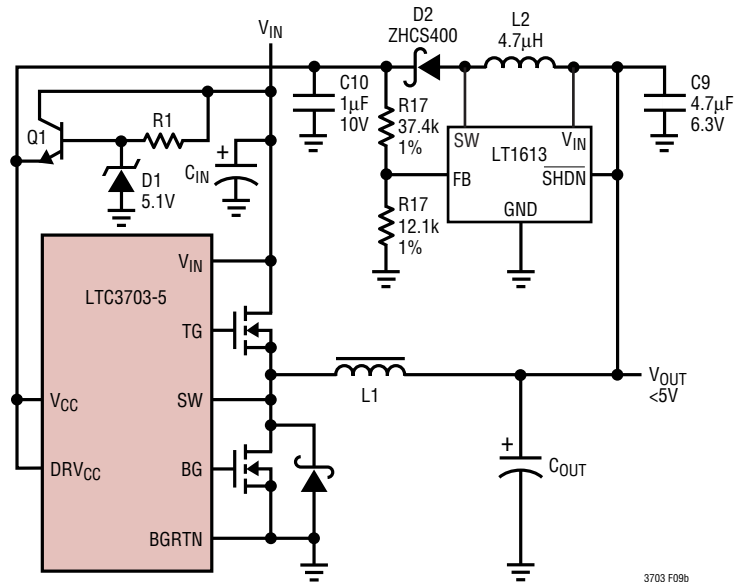 V_IN
D2
ZHCS400
L2
4.7µH
C10
1µF
10V
R17
37.4k
1%
C9
4.7µF
6.3V
Q1
R1
D1
5.1V
C_IN
+
SW
V_IN
LT1613
FB
S̅H̅D̅N̅
GND
R17
12.1k
1%
LTC3703-5
V_IN
TG
V_CC
SW
DRV_CC
BG
BGRTN
L1
V_OUT
<5V
+
C_OUT
3703 F09b